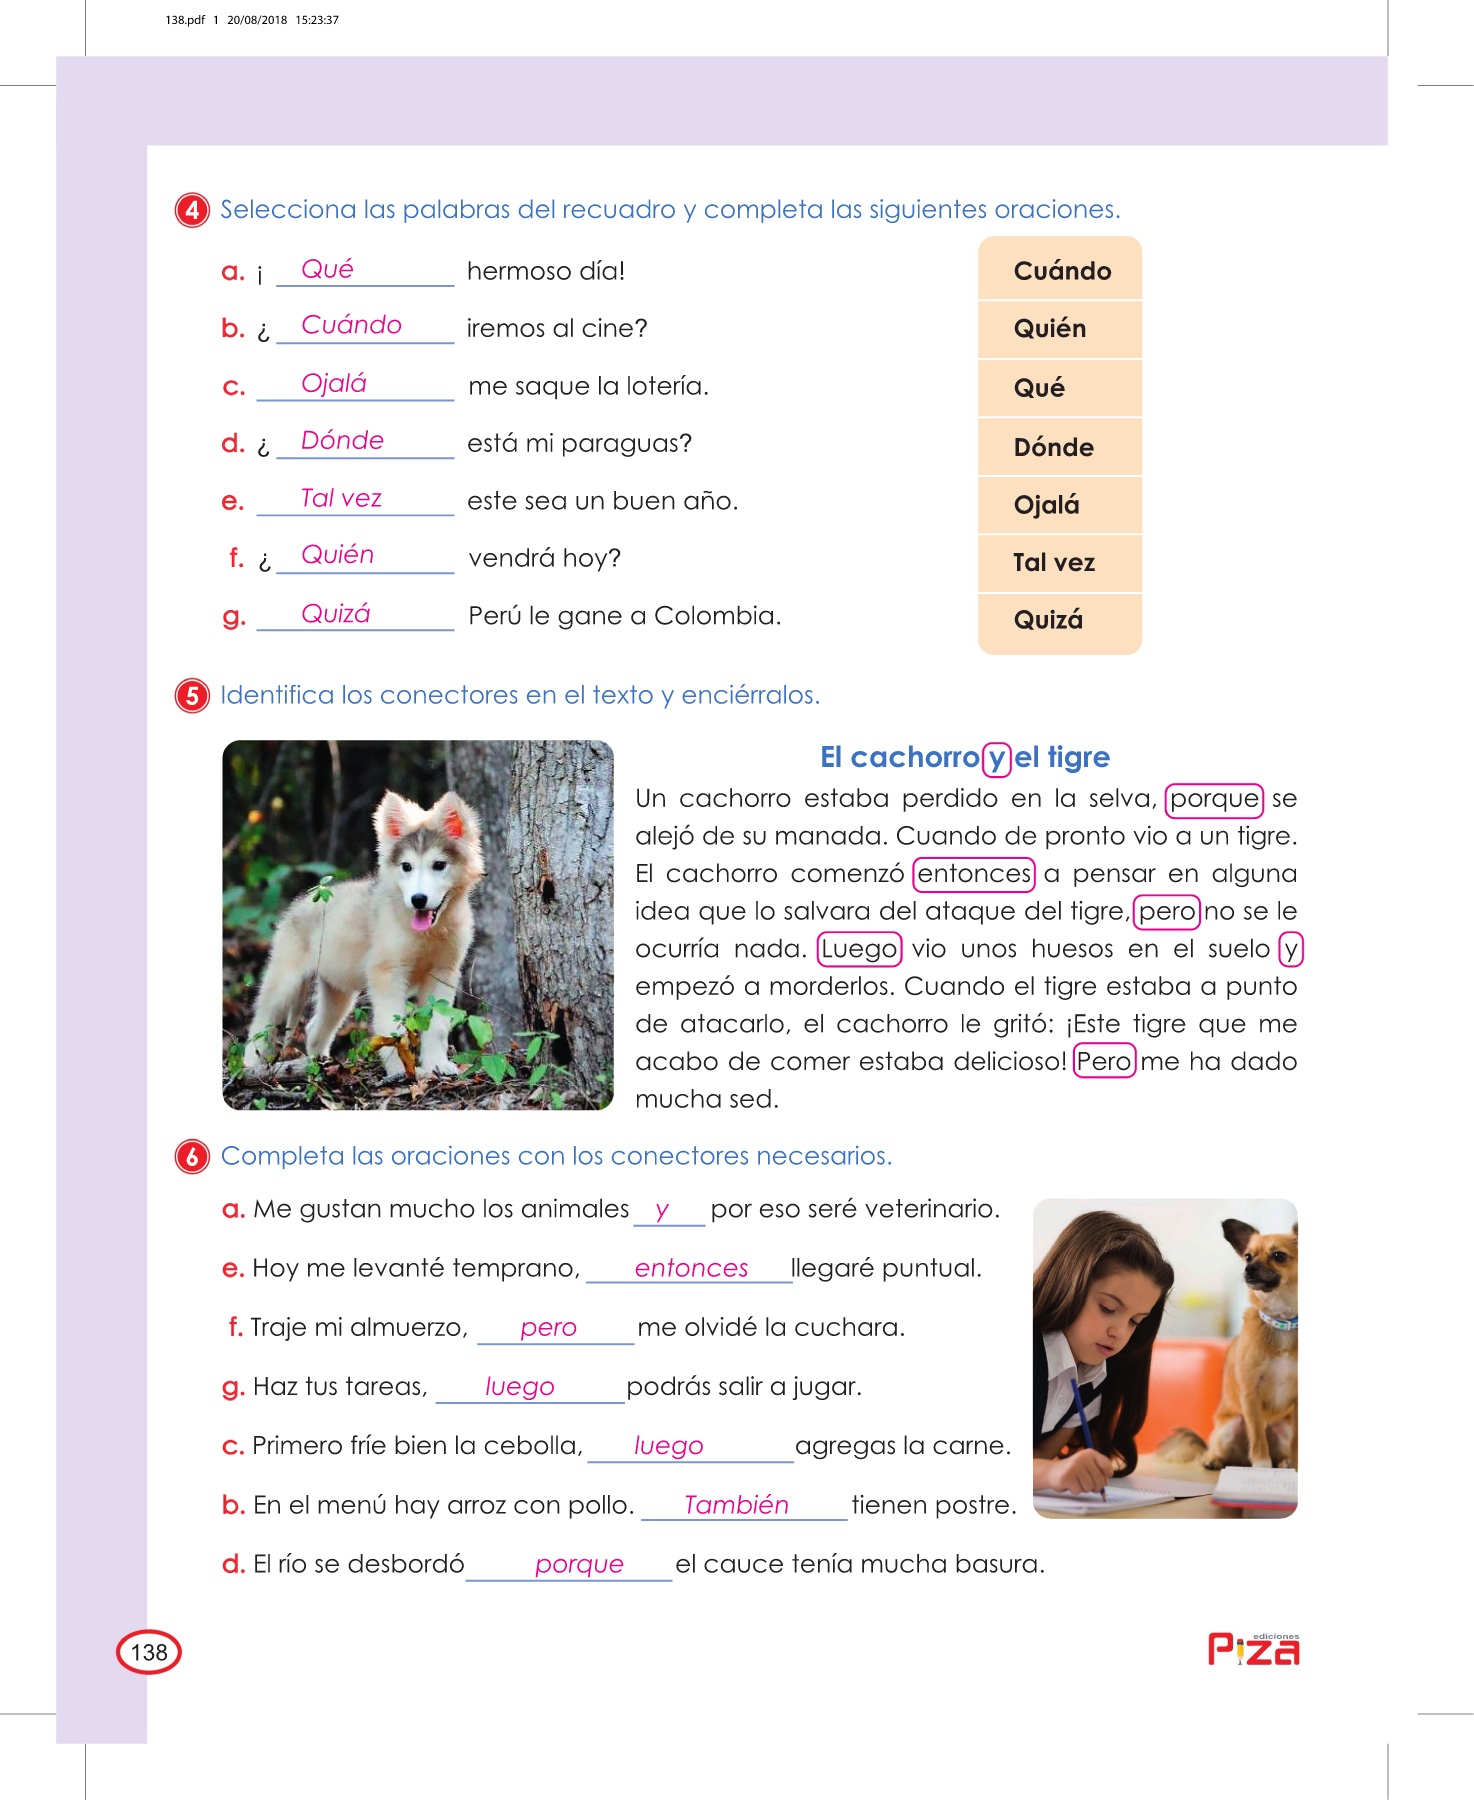 138.pdf 1 20/08/2018 15:23:37
4 Selecciona las palabras del recuadro y completa las siguientes oraciones.
a. ¡ Qué hermoso día!
b. ¿ Cuándo iremos al cine?
c. Ojalá me saque la lotería.
d. ¿ Dónde está mi paraguas?
e. Tal vez este sea un buen año.
f. ¿ Quién vendrá hoy?
g. Quizá Perú le gane a Colombia.
Cuándo
Quién
Qué
Dónde
Ojalá
Tal vez
Quizá
5 Identifica los conectores en el texto y enciérralos.
El cachorro y el tigre
Un cachorro estaba perdido en la selva, porque se
alejó de su manada. Cuando de pronto vio a un tigre.
El cachorro comenzó entonces a pensar en alguna
idea que lo salvara del ataque del tigre, pero no se le
ocurría nada. Luego vio unos huesos en el suelo y
empezó a morderlos. Cuando el tigre estaba a punto
de atacarlo, el cachorro le gritó: ¡Este tigre que me
acabo de comer estaba delicioso! Pero me ha dado
mucha sed.
6 Completa las oraciones con los conectores necesarios.
a. Me gustan mucho los animales y por eso seré veterinario.
e. Hoy me levanté temprano, entonces llegaré puntual.
f. Traje mi almuerzo, pero me olvidé la cuchara.
g. Haz tus tareas, luego podrás salir a jugar.
c. Primero fríe bien la cebolla, luego agregas la carne.
b. En el menú hay arroz con pollo. También tienen postre.
d. El río se desbordó porque el cauce tenía mucha basura.
138
ediciones
Piza